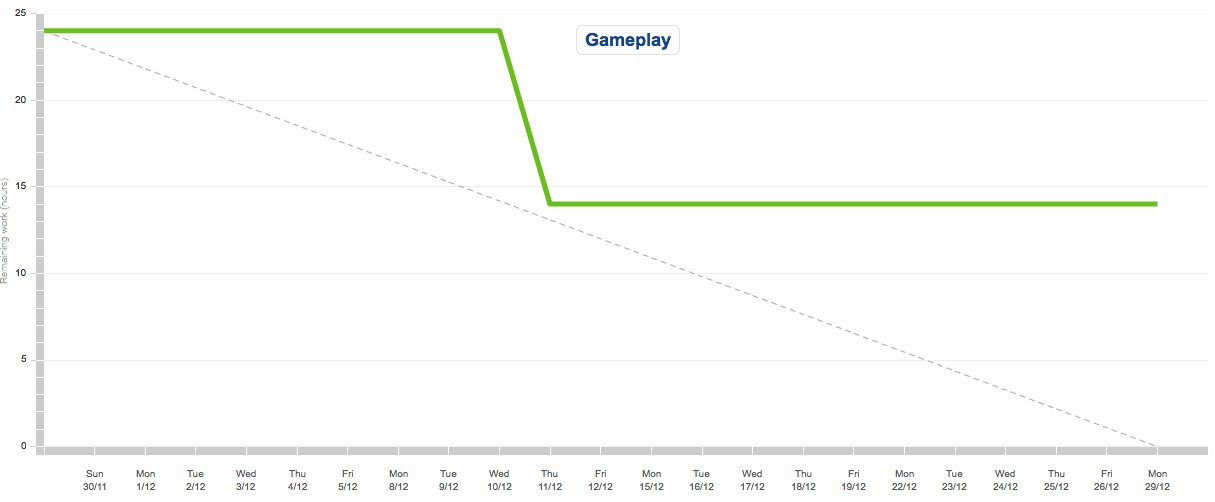 25
Gameplay
20
15
Remaining work (hours)
10
5
0
Sun Mon Tue Wed Thu Fri Mon Tue Wed Thu Fri Mon Tue Wed Thu Fri Mon Tue Wed Thu Fri Mon
30/11 1/12 2/12 3/12 4/12 5/12 8/12 9/12 10/12 11/12 12/12 15/12 16/12 17/12 18/12 19/12 22/12 23/12 24/12 25/12 26/12 29/12